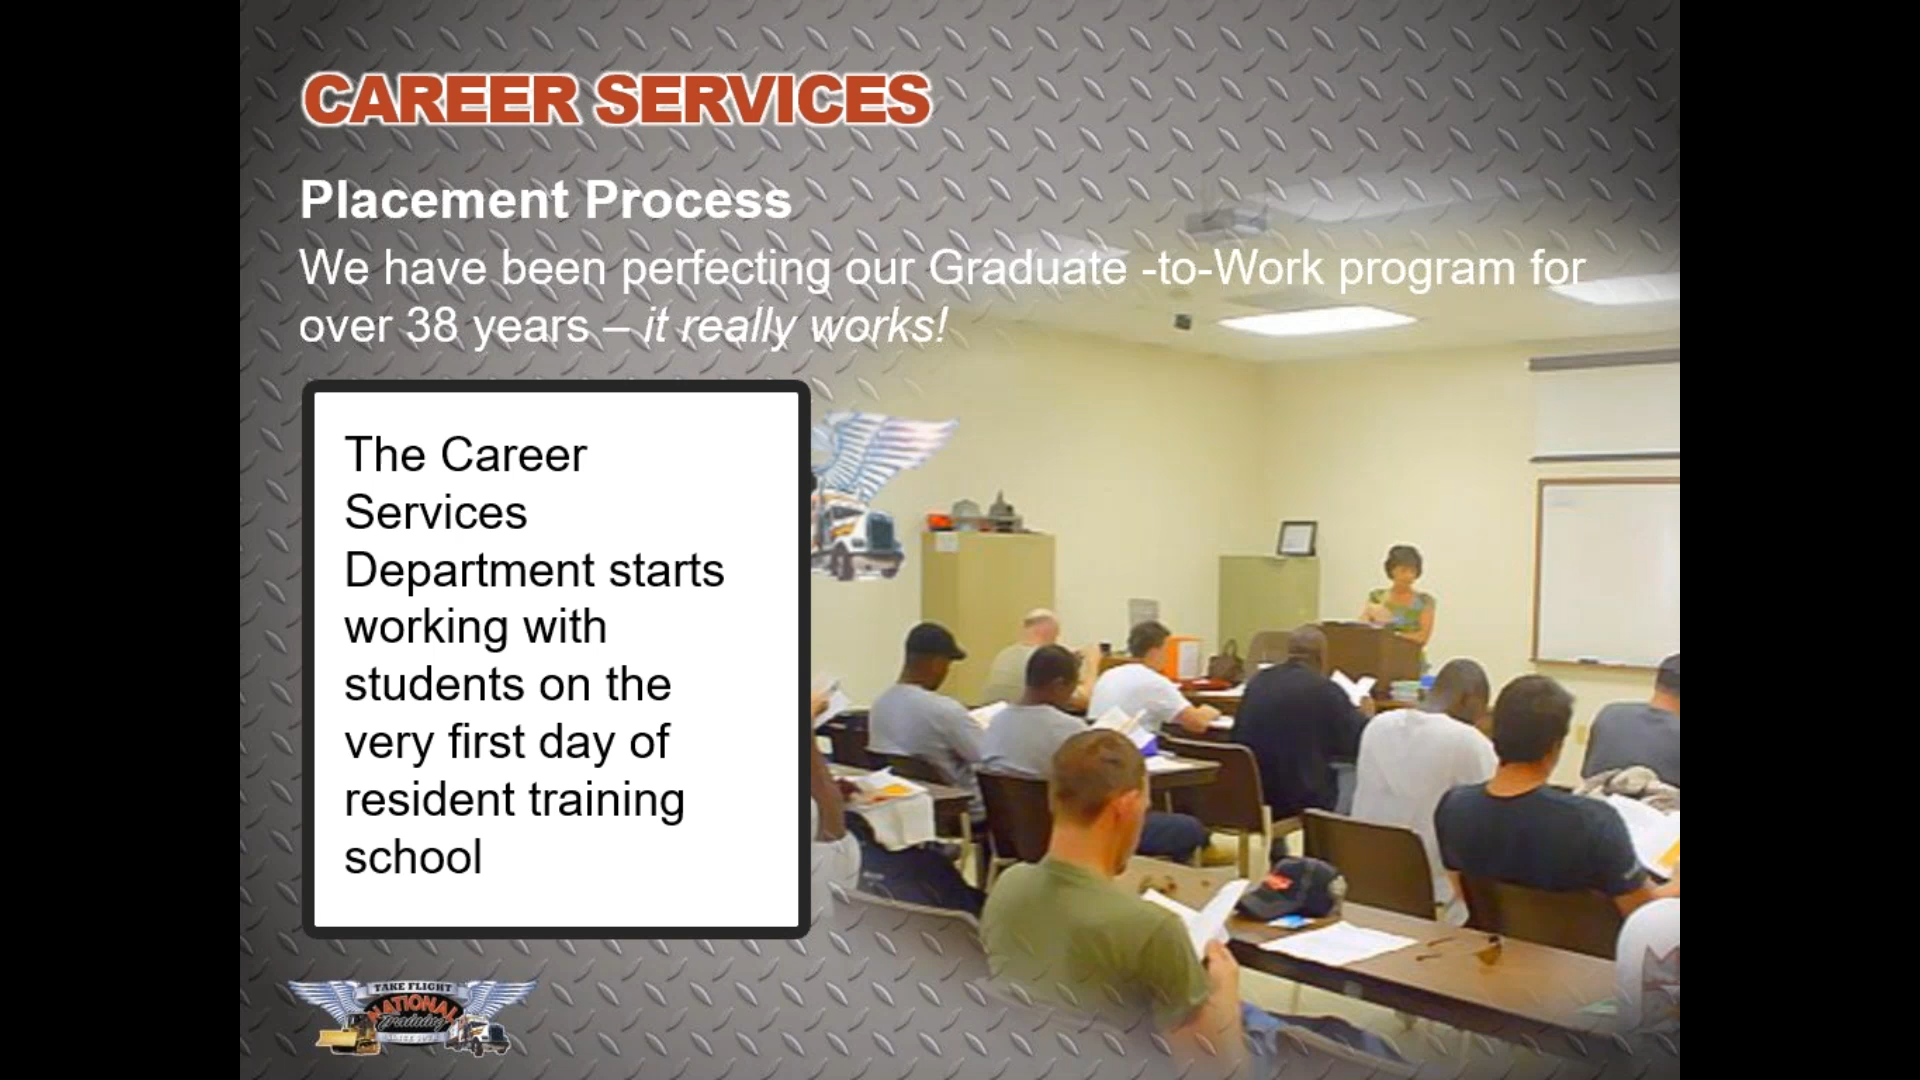 CAREER SERVICES
Placement Process
We have been perfecting our Graduate -to-Work program for
over 38 years – it really works!
The Career
Services
Department starts
working with
students on the
very first day of
resident training
school
TAKE FLIGHT
NATIONAL
Training